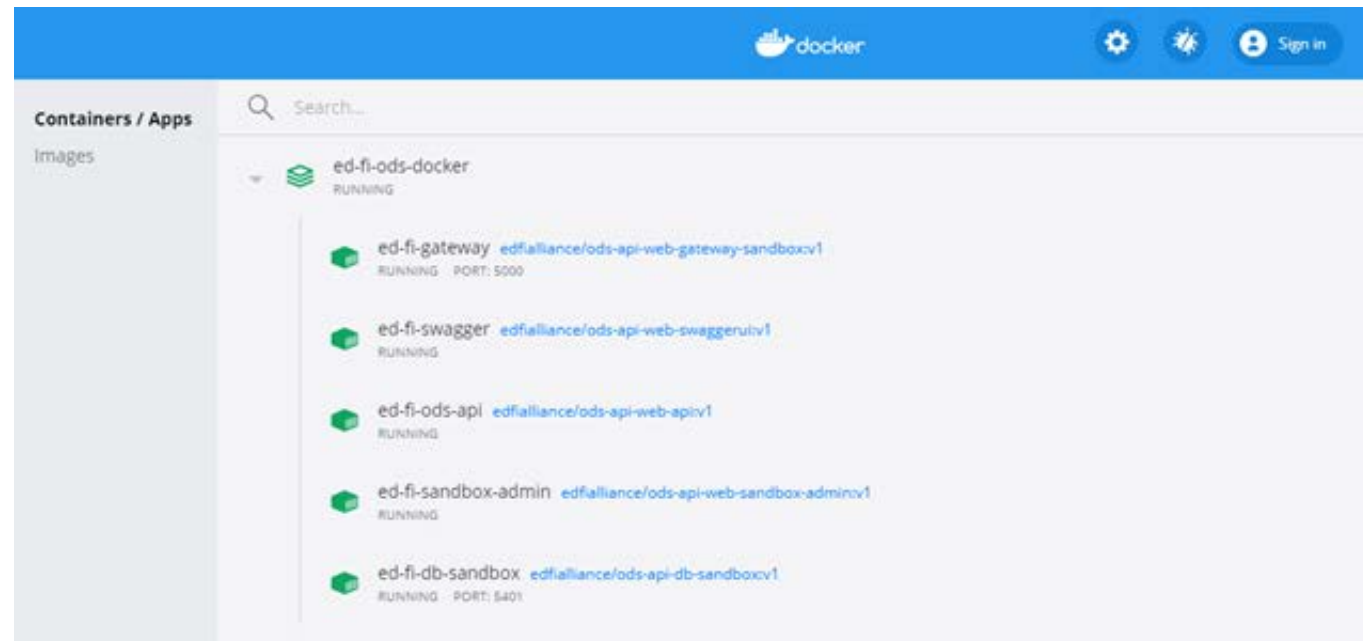 docker
Sign in
Containers / Apps
Images
Search...
ed-fi-ods-docker
RUNNING
ed-fi-gateway edfialliance/ods-api-web-gateway-sandbox:v1
RUNNING PORT: 5000
ed-fi-swagger edfialliance/ods-api-web-swaggerui:v1
RUNNING
ed-fi-ods-api edfialliance/ods-api-web-api:v1
RUNNING
ed-fi-sandbox-admin edfialliance/ods-api-web-sandbox-admin:v1
RUNNING
ed-fi-db-sandbox edfialliance/ods-api-db-sandbox:v1
RUNNING PORT: 5401